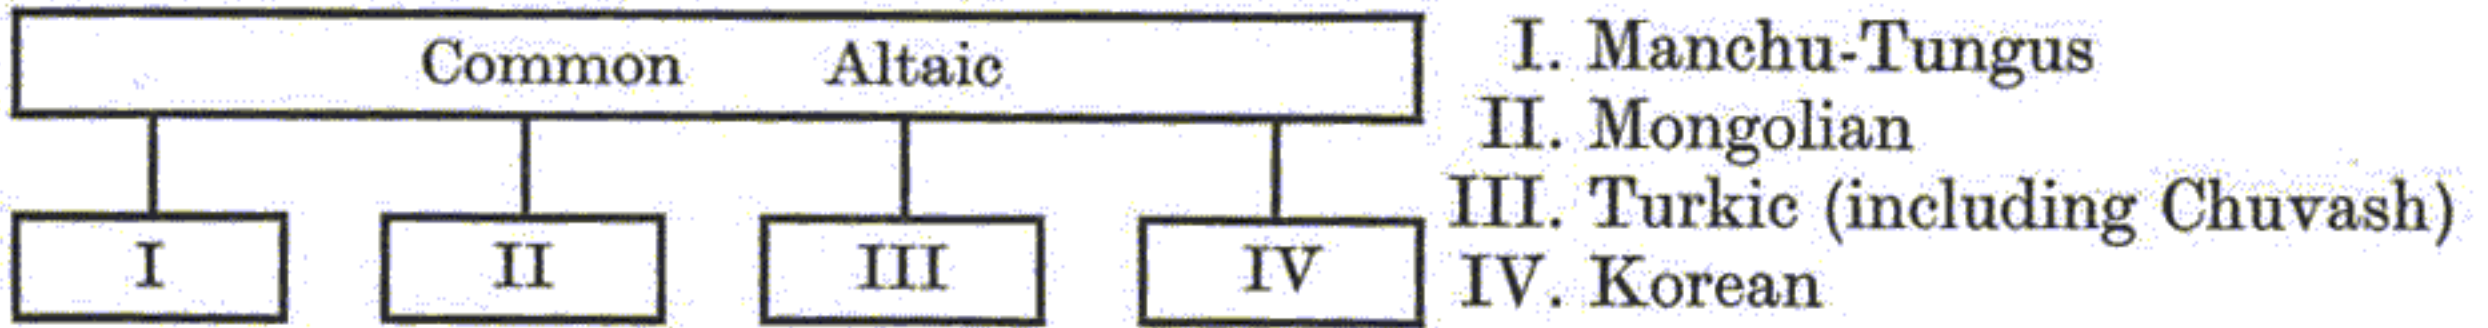 Common Altaic
I II III IV
I. Manchu-Tungus
II. Mongolian
III. Turkic (including Chuvash)
IV. Korean